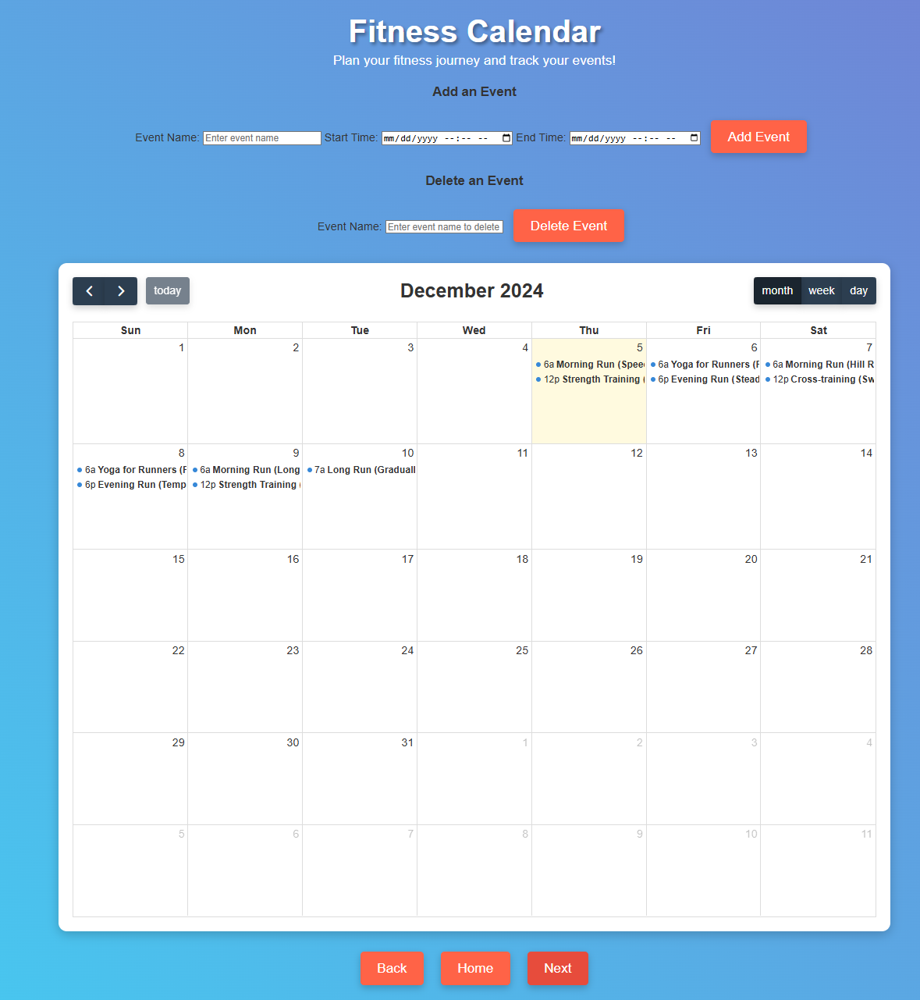 Fitness Calendar
Plan your fitness journey and track your events!
Add an Event
Event Name: Enter event name Start Time: mm/dd/yyyy --:-- -- End Time: mm/dd/yyyy --:-- -- Add Event
Delete an Event
Event Name: Enter event name to delete Delete Event
today December 2024 month week day
Sun Mon Tue Wed Thu Fri Sat
1 2 3 4 5 6 7
6a Morning Run (Speed 6a Yoga for Runners (F 6a Morning Run (Hill R
12p Strength Training ( 6p Evening Run (Stead 12p Cross-training (Sw
8 9 10 11 12 13 14
6a Yoga for Runners (F 6a Morning Run (Long 7a Long Run (Graduall
6p Evening Run (Temp 12p Strength Training (
15 16 17 18 19 20 21
22 23 24 25 26 27 28
29 30 31 1 2 3 4
5 6 7 8 9 10 11
Back Home Next